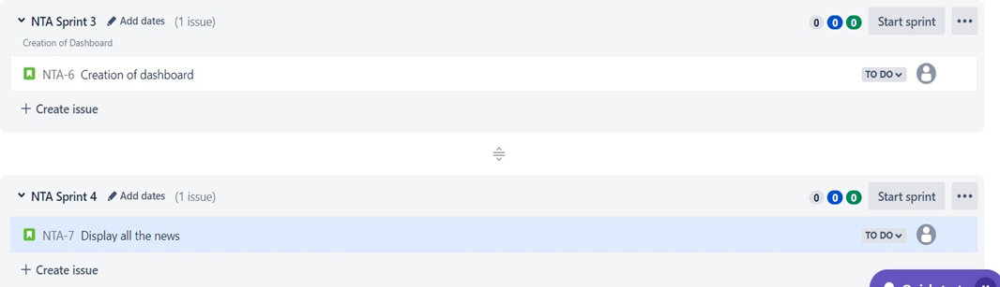 NTA Sprint 3 Add dates (1 issue) 0 0 0 Start sprint
Creation of Dashboard
NTA-6 Creation of dashboard TO DO
+ Create issue
NTA Sprint 4 Add dates (1 issue) 0 0 0 Start sprint
NTA-7 Display all the news TO DO
+ Create issue